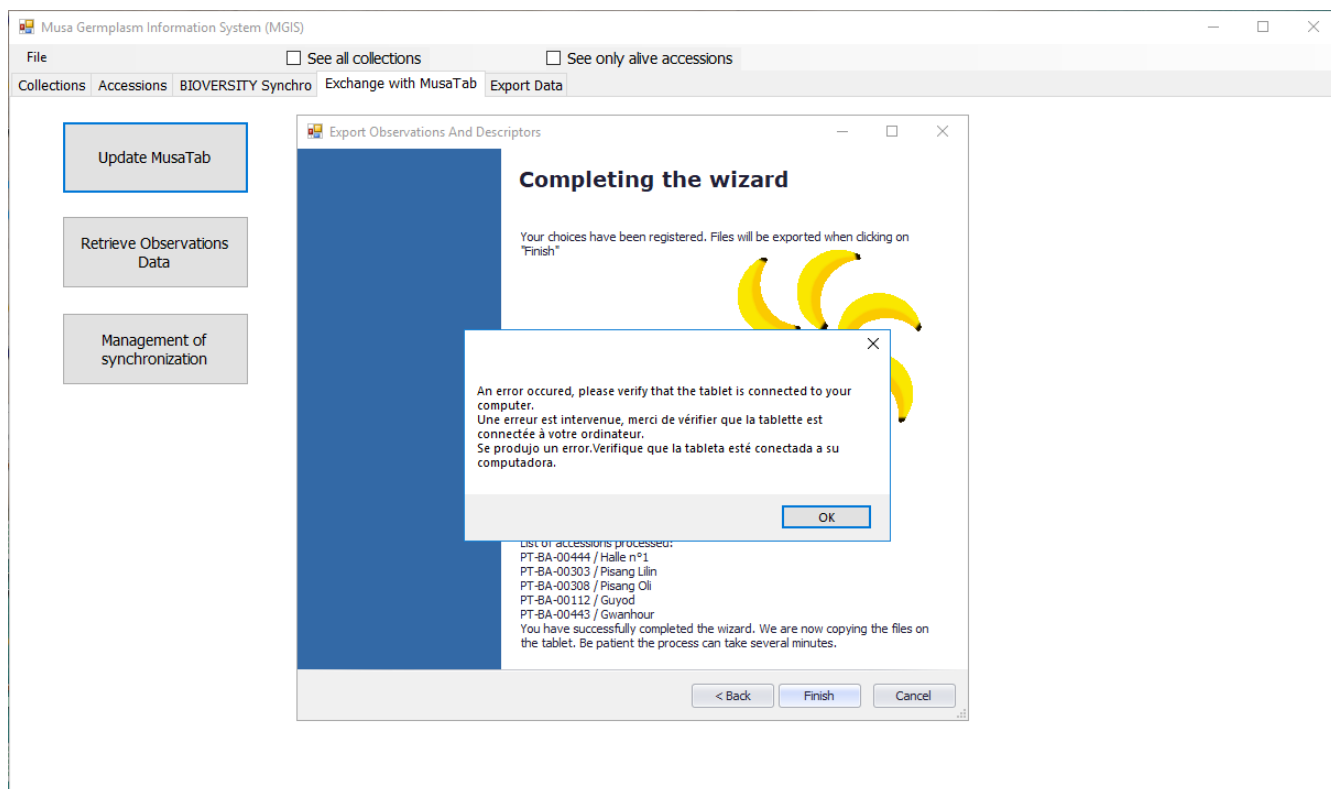 Musa Germplasm Information System (MGIS)
File
See all collections
See only alive accessions
Collections Accessions BIOVERSITY Synchro Exchange with MusaTab Export Data
Update MusaTab
Retrieve Observations
Data
Management of
synchronization
Export Observations And Descriptors
Completing the wizard
Your choices have been registered. Files will be exported when clicking on
"Finish"
An error occured, please verify that the tablet is connected to your
computer.
Une erreur est intervenue, merci de vérifier que la tablette est
connectée à votre ordinateur.
Se produjo un error.Verifique que la tableta esté conectada a su
computadora.
OK
List of accessions processed:
PT-BA-00444 / Halle n°1
PT-BA-00303 / Pisang Lilin
PT-BA-00308 / Pisang Oli
PT-BA-00112 / Guyod
PT-BA-00443 / Gwanhour
You have successfully completed the wizard. We are now copying the files on
the tablet. Be patient the process can take several minutes.
< Back
Finish
Cancel